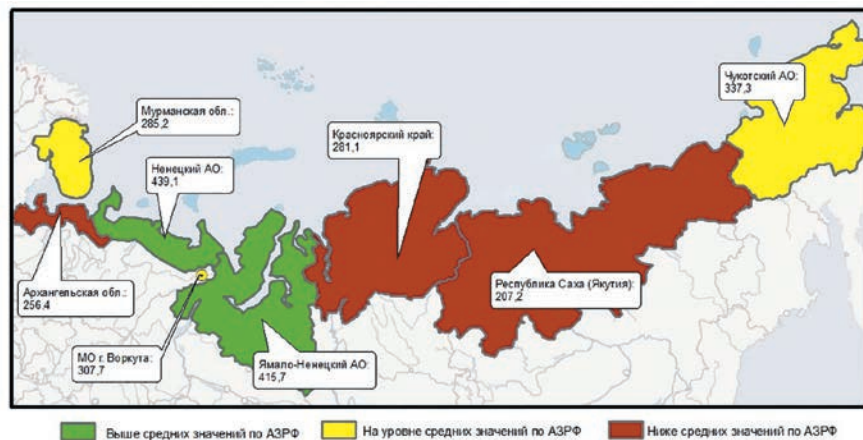 Чукотский АО:
337,3
Мурманская обл.:
285,2
Красноярский край:
281,1
Ненецкий АО:
439,1
Архангельская обл.:
256,4
Республика Саха (Якутия):
207,2
МО г. Воркута:
307,7
Ямало-Ненецкий АО:
415,7
Выше средних значений по АЗРФ
На уровне средних значений по АЗРФ
Ниже средних значений по АЗРФ